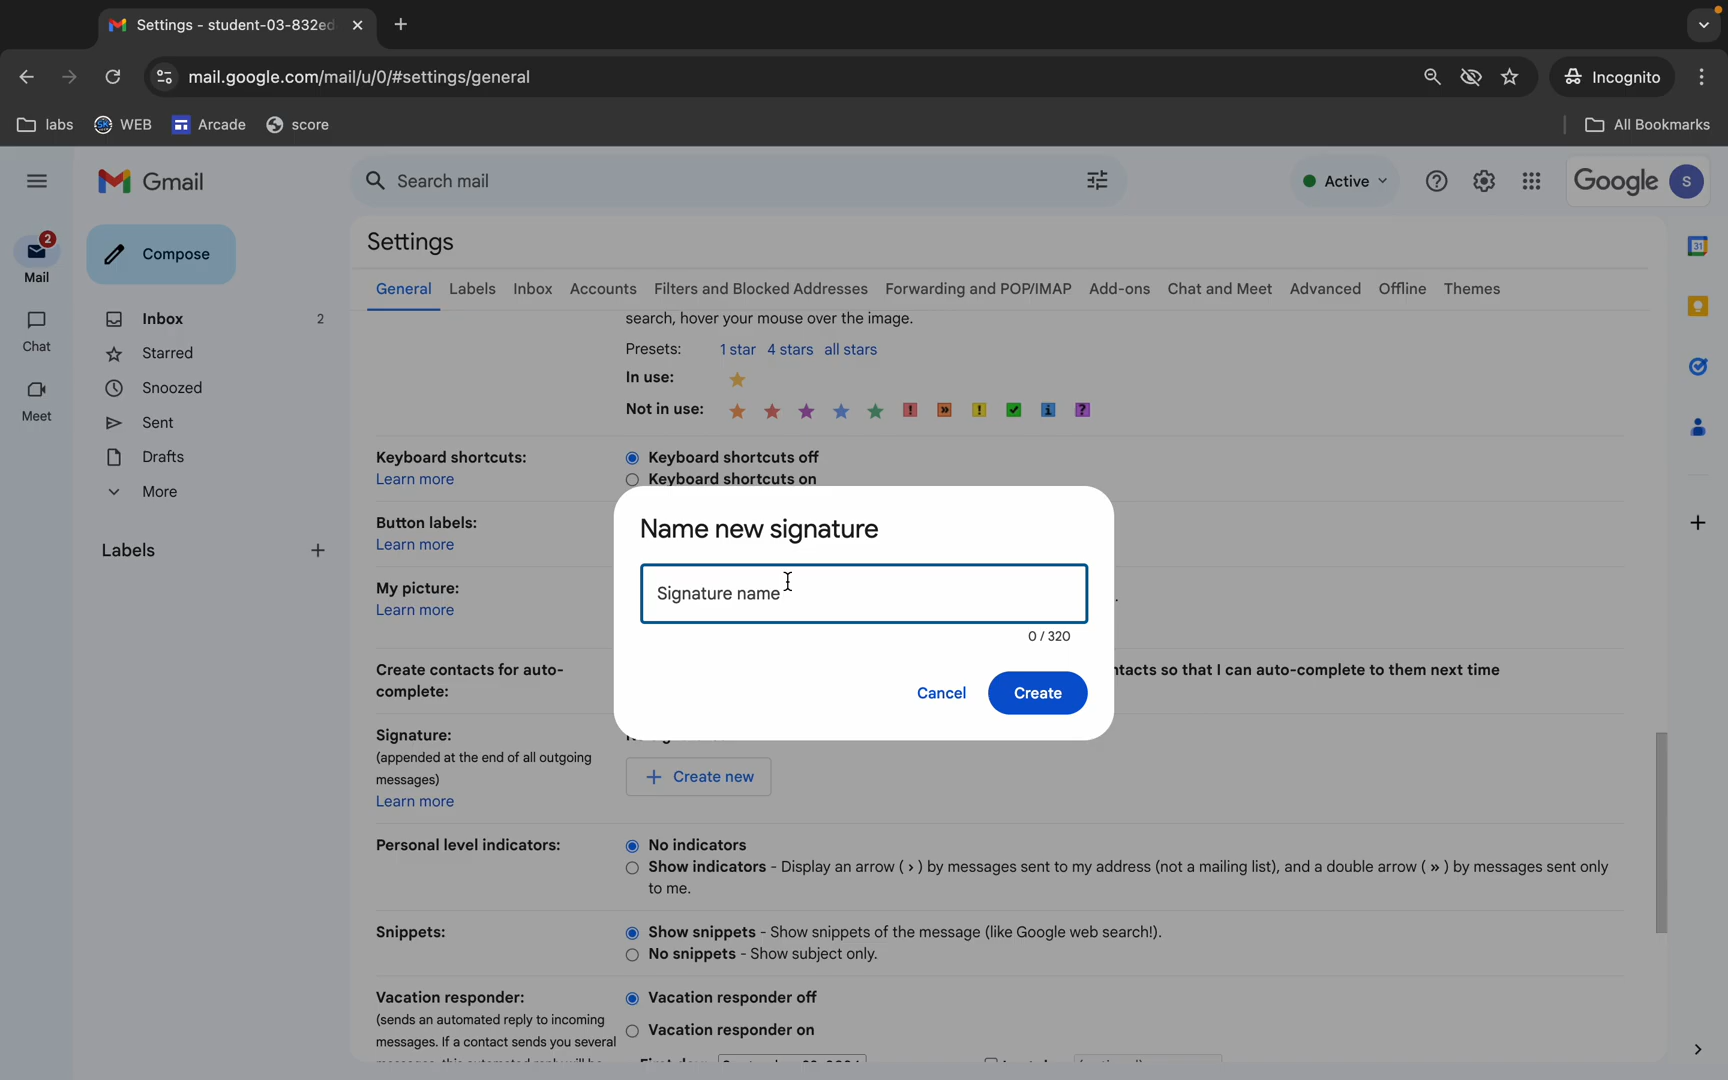 Settings - student-03-832ed
mail.google.com/mail/u/0/#settings/general
Incognito
labs
WEB
Arcade
score
All Bookmarks
Gmail
Search mail
Active
Google
S
2
Mail
Chat
Meet
Compose
Inbox 2
Starred
Snoozed
Sent
Drafts
More
Labels
Settings
General Labels Inbox Accounts Filters and Blocked Addresses Forwarding and POP/IMAP Add-ons Chat and Meet Advanced Offline Themes
search, hover your mouse over the image.
Presets: 1 star 4 stars all stars
In use:
Not in use:
Keyboard shortcuts:
Learn more
Keyboard shortcuts off
Keyboard shortcuts on
Button labels:
Learn more
My picture:
Learn more
Create contacts for auto-
complete:
ntacts so that I can auto-complete to them next time
Name new signature
Signature name
0 / 320
Cancel
Create
Signature:
(appended at the end of all outgoing
messages)
Learn more
Create new
Personal level indicators:
No indicators
Show indicators - Display an arrow ( › ) by messages sent to my address (not a mailing list), and a double arrow ( » ) by messages sent only
to me.
Snippets:
Show snippets - Show snippets of the message (like Google web search!).
No snippets - Show subject only.
Vacation responder:
(sends an automated reply to incoming
messages. If a contact sends you several
Vacation responder off
Vacation responder on
31